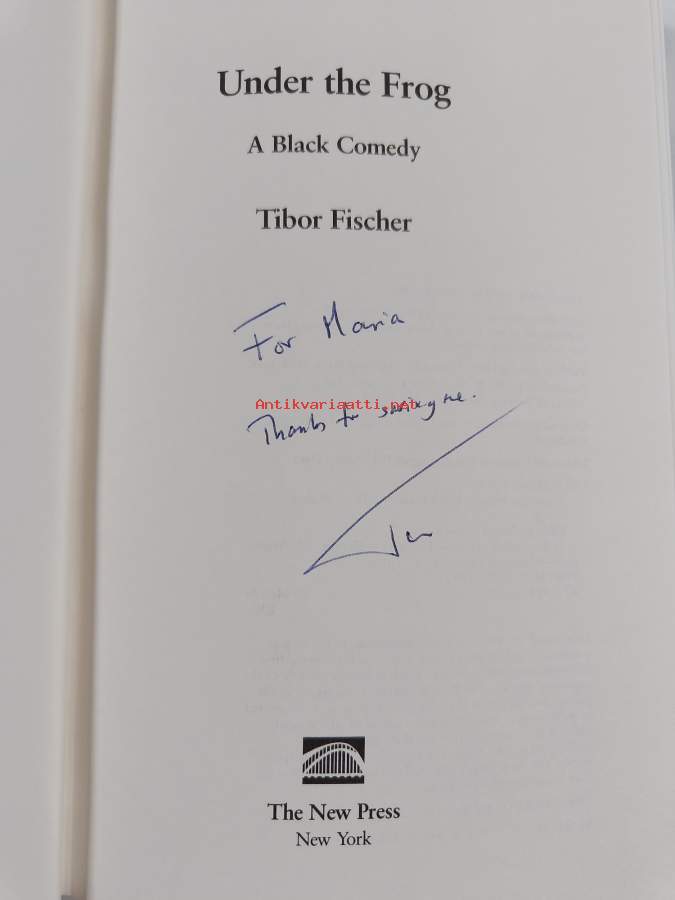 Under the Frog
A Black Comedy
Tibor Fischer
For Maria
Antikvariaatti.net
Thanks for me.
The New Press
New York